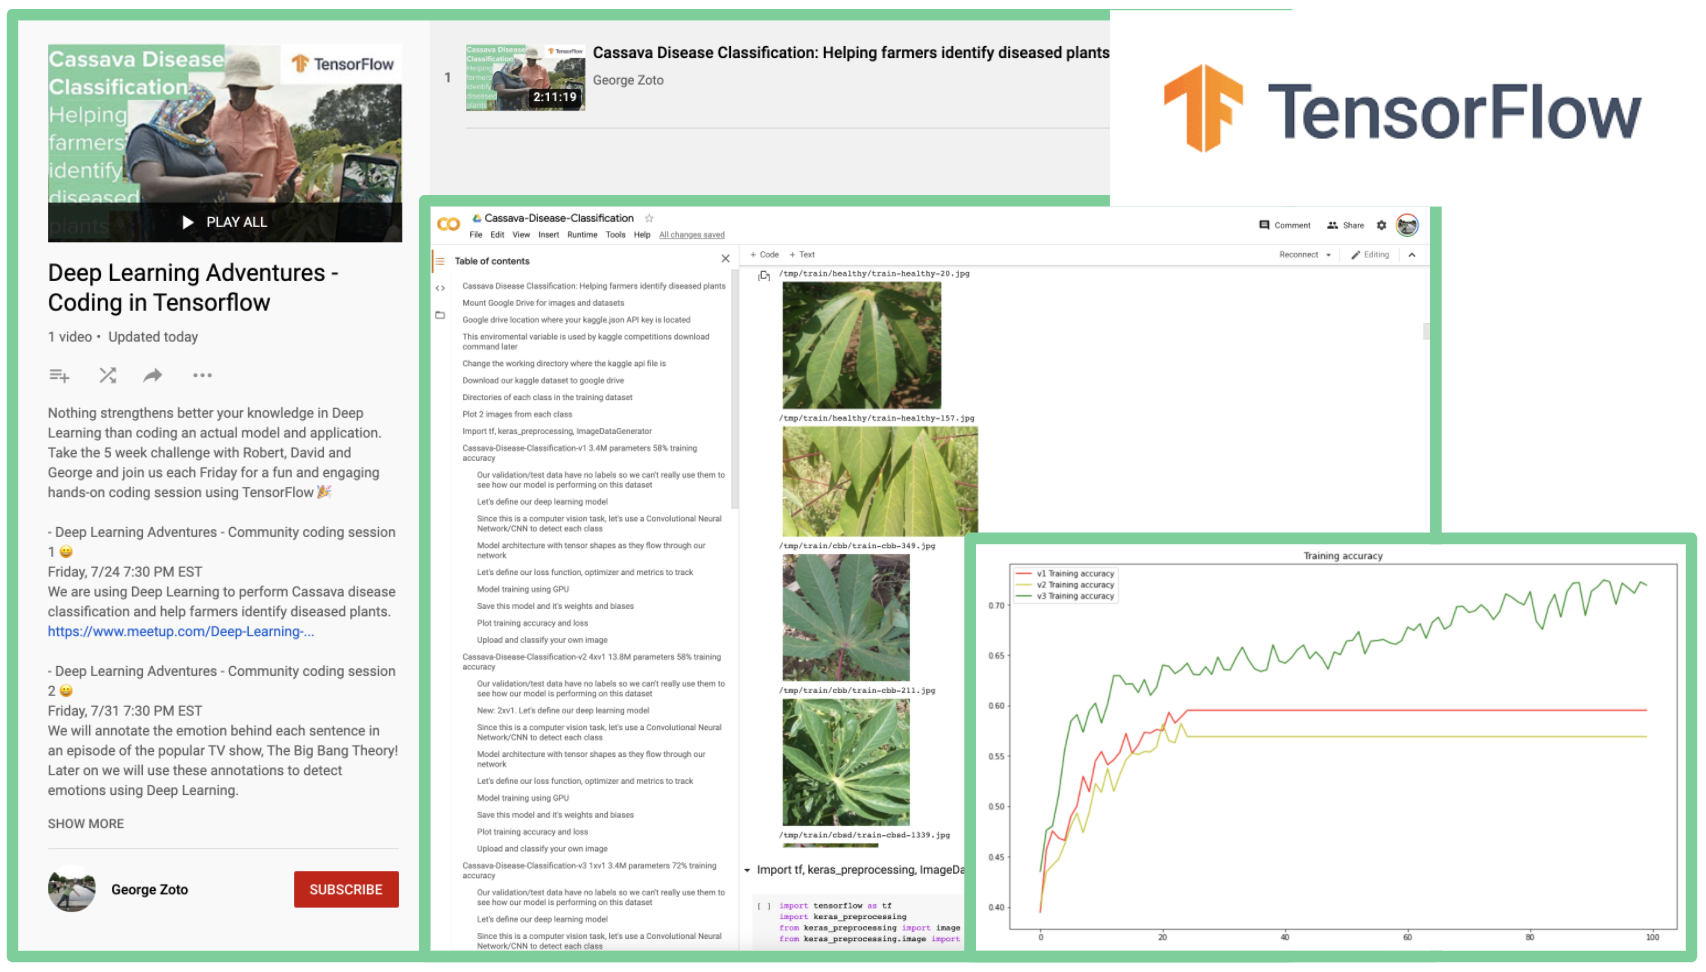 Cassava Disease
Classification:
Helping
farmers
identify
diseased
plants
TensorFlow
PLAY ALL
Deep Learning Adventures -
Coding in Tensorflow
1 video • Updated today
Nothing strengthens better your knowledge in Deep
Learning than coding an actual model and application.
Take the 5 week challenge with Robert, David and
George and join us each Friday for a fun and engaging
hands-on coding session using TensorFlow🎉
- Deep Learning Adventures - Community coding session
1 😀
Friday, 7/24 7:30 PM EST
We are using Deep Learning to perform Cassava disease
classification and help farmers identify diseased plants.
https://www.meetup.com/Deep-Learning-...
- Deep Learning Adventures - Community coding session
2 😀
Friday, 7/31 7:30 PM EST
We will annotate the emotion behind each sentence in
an episode of the popular TV show, The Big Bang Theory!
Later on we will use these annotations to detect
emotions using Deep Learning.
SHOW MORE
George Zoto
SUBSCRIBE
1
Cassava Disease
Classification:
Helping
farmers
identify
diseased
TensorFlow
2:11:19
Cassava Disease Classification: Helping farmers identify diseased plants
George Zoto
TensorFlow
Cassava-Disease-Classification
File Edit View Insert Runtime Tools Help All changes saved
Comment Share
Table of contents
+ Code + Text
Reconnect Editing
Cassava Disease Classification: Helping farmers identify diseased plants
Mount Google Drive for images and datasets
Google drive location where your kaggle.json API key is located
This enviromental variable is used by kaggle competitions download
command later
Change the working directory where the kaggle api file is
Download our kaggle dataset to google drive
Directories of each class in the training dataset
Plot 2 images from each class
Import tf, keras_preprocessing, ImageDataGenerator
Cassava-Disease-Classification-v1 3.4M parameters 58% training
accuracy
Our validation/test data have no labels so we can't really use them to
see how our model is performing on this dataset
Let's define our deep learning model
Since this is a computer vision task, let's use a Convolutional Neural
Network/CNN to detect each class
Model architecture with tensor shapes as they flow through our
network
Let's define our loss function, optimizer and metrics to track
Model training using GPU
Save this model and it's weights and biases
Plot training accuracy and loss
Upload and classify your own image
Cassava-Disease-Classification-v2 4xv1 13.8M parameters 58% training
accuracy
Our validation/test data have no labels so we can't really use them to
see how our model is performing on this dataset
New: 2xv1. Let's define our deep learning model
Since this is a computer vision task, let's use a Convolutional Neural
Network/CNN to detect each class
Model architecture with tensor shapes as they flow through our
network
Let's define our loss function, optimizer and metrics to track
Model training using GPU
Save this model and it's weights and biases
Plot training accuracy and loss
Upload and classify your own image
Cassava-Disease-Classification-v3 1xv1 3.4M parameters 72% training
accuracy
Our validation/test data have no labels so we can't really use them to
see how our model is performing on this dataset
Let's define our deep learning model
Since this is a computer vision task, let's use a Convolutional Neural
Network/CNN to detect each class
/tmp/train/healthy/train-healthy-20.jpg
/tmp/train/healthy/train-healthy-157.jpg
/tmp/train/cbb/train-cbb-349.jpg
/tmp/train/cbb/train-cbb-211.jpg
/tmp/train/cbsd/train-cbsd-1339.jpg
Import tf, keras_preprocessing, ImageDa
[ ] import tensorflow as tf
import keras_preprocessing
from keras_preprocessing import image
from keras_preprocessing.image import
Training accuracy
v1 Training accuracy
v2 Training accuracy
v3 Training accuracy
0.70
0.65
0.60
0.55
0.50
0.45
0.40
0 20 40 60 80 100